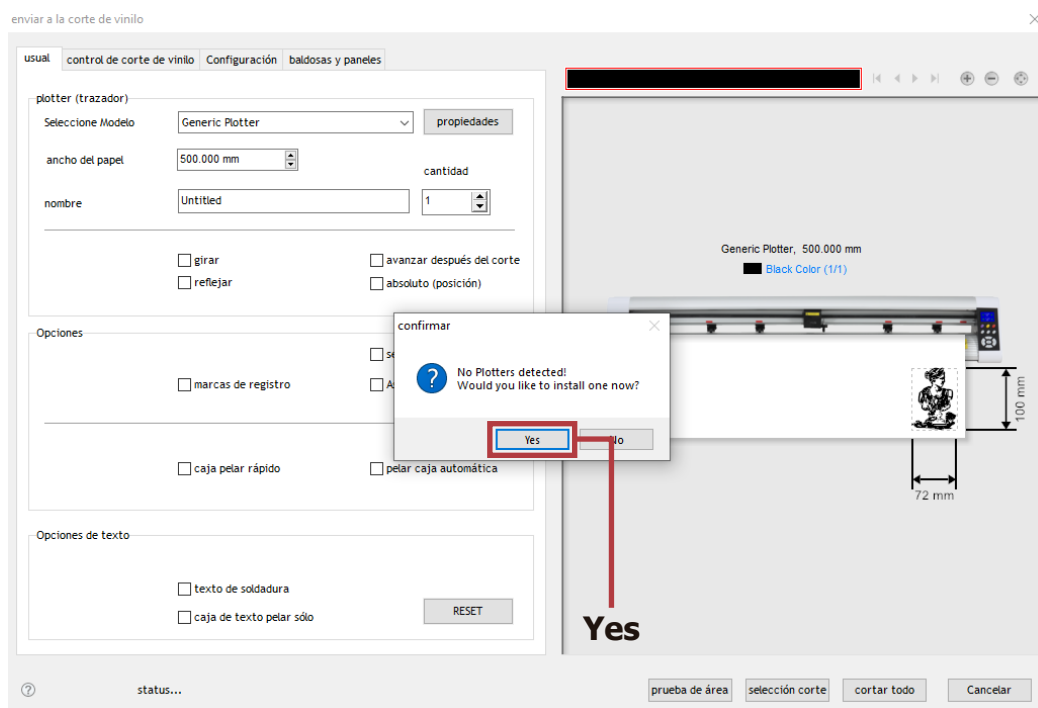 enviar a la corte de vinilo
usual control de corte de vinilo Configuración baldosas y paneles
plotter (trazador)
Seleccione Modelo Generic Plotter propiedades
ancho del papel 500.000 mm
cantidad
nombre Untitled 1
girar avanzar después del corte
reflejar absoluto (posición)
Generic Plotter, 500.000 mm
Black Color (1/1)
Opciones
marcas de registro
confirmar
No Plotters detected!
Would you like to install one now?
Yes No
caja pelar rápido pelar caja automática
100 mm
72 mm
Opciones de texto
texto de soldadura
caja de texto pelar sólo RESET
Yes
status...
prueba de área selección corte cortar todo Cancelar